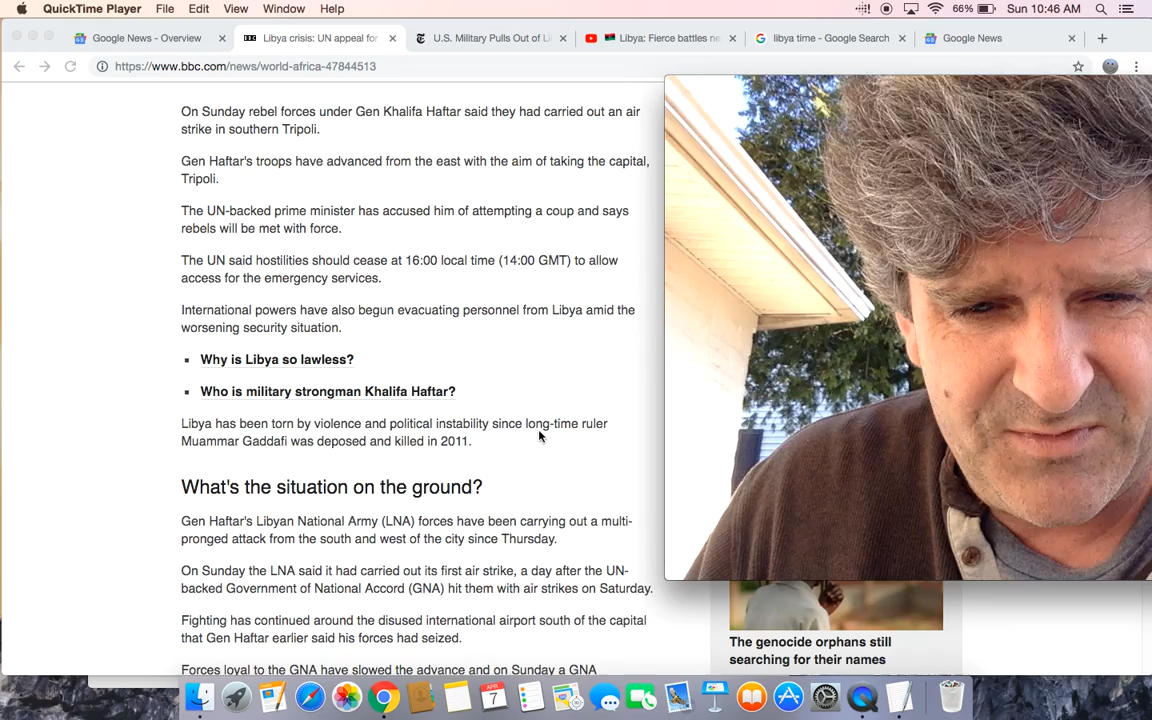 QuickTime Player File Edit View Window Help 66% Sun 10:46 AM
Google News - Overview Libya crisis: UN appeal for U.S. Military Pulls Out of Li Libya: Fierce battles ne libya time - Google Search Google News
https://www.bbc.com/news/world-africa-47844513
On Sunday rebel forces under Gen Khalifa Haftar said they had carried out an air
strike in southern Tripoli.
Gen Haftar's troops have advanced from the east with the aim of taking the capital,
Tripoli.
The UN-backed prime minister has accused him of attempting a coup and says
rebels will be met with force.
The UN said hostilities should cease at 16:00 local time (14:00 GMT) to allow
access for the emergency services.
International powers have also begun evacuating personnel from Libya amid the
worsening security situation.
Why is Libya so lawless?
Who is military strongman Khalifa Haftar?
Libya has been torn by violence and political instability since long-time ruler
Muammar Gaddafi was deposed and killed in 2011.
What's the situation on the ground?
Gen Haftar's Libyan National Army (LNA) forces have been carrying out a multi-
pronged attack from the south and west of the city since Thursday.
On Sunday the LNA said it had carried out its first air strike, a day after the UN-
backed Government of National Accord (GNA) hit them with air strikes on Saturday.
Fighting has continued around the disused international airport south of the capital
that Gen Haftar earlier said his forces had seized.
Forces loyal to the GNA have slowed the advance and on Sunday a GNA
The genocide orphans still
searching for their names
APR
7